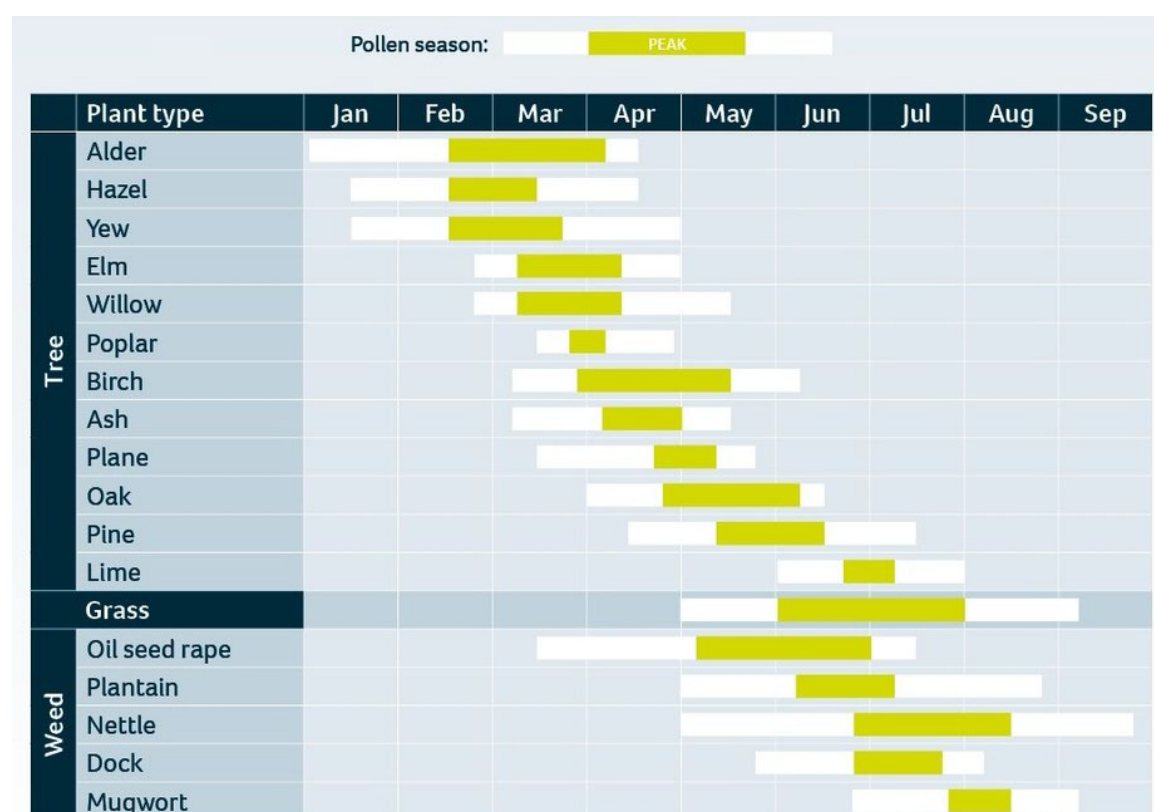 Pollen season: PEAK
Plant type Jan Feb Mar Apr May Jun Jul Aug Sep
Tree
Alder
Hazel
Yew
Elm
Willow
Poplar
Birch
Ash
Plane
Oak
Pine
Lime
Grass
Weed
Oil seed rape
Plantain
Nettle
Dock
Mugwort